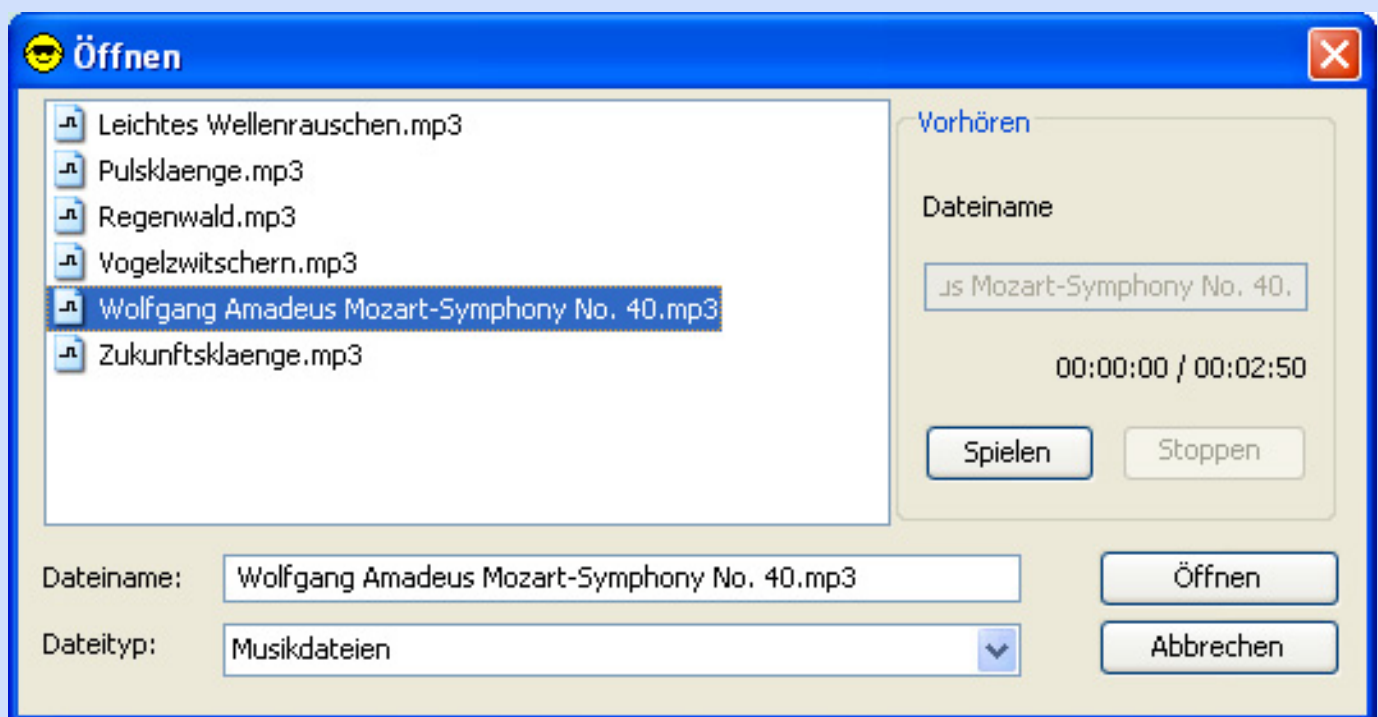 Öffnen
Leichtes Wellenrauschen.mp3
Pulsklaenge.mp3
Regenwald.mp3
Vogelzwitschern.mp3
Wolfgang Amadeus Mozart-Symphony No. 40.mp3
Zukunftsklaenge.mp3
Vorhören
Dateiname
us Mozart-Symphony No. 40.
00:00:00 / 00:02:50
Spielen Stoppen
Dateiname: Wolfgang Amadeus Mozart-Symphony No. 40.mp3 Öffnen
Dateityp: Musikdateien Abbrechen